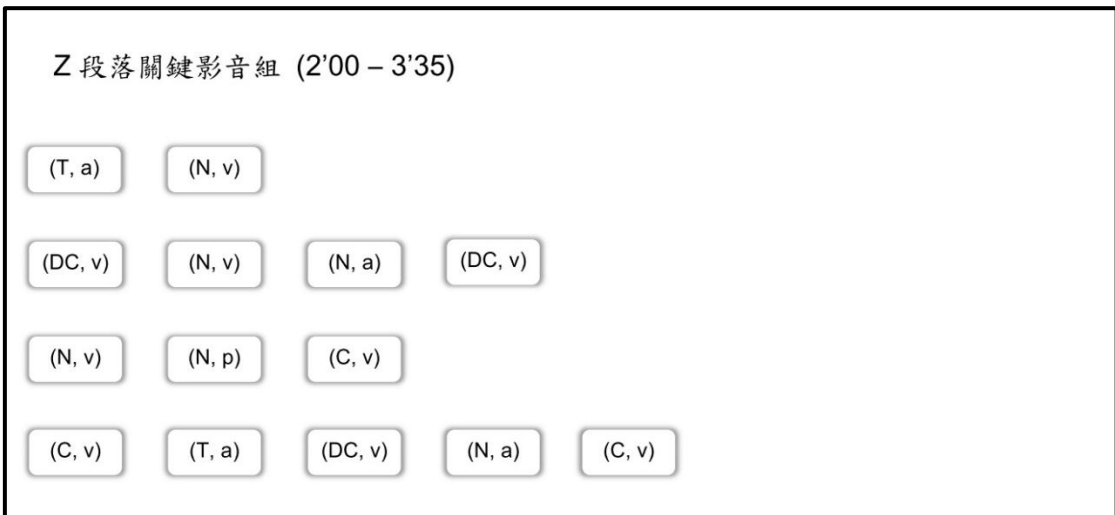 Z 段落關鍵影音組 (2’00 – 3’35)
(T, a) (N, v)
(DC, v) (N, v) (N, a) (DC, v)
(N, v) (N, p) (C, v)
(C, v) (T, a) (DC, v) (N, a) (C, v)